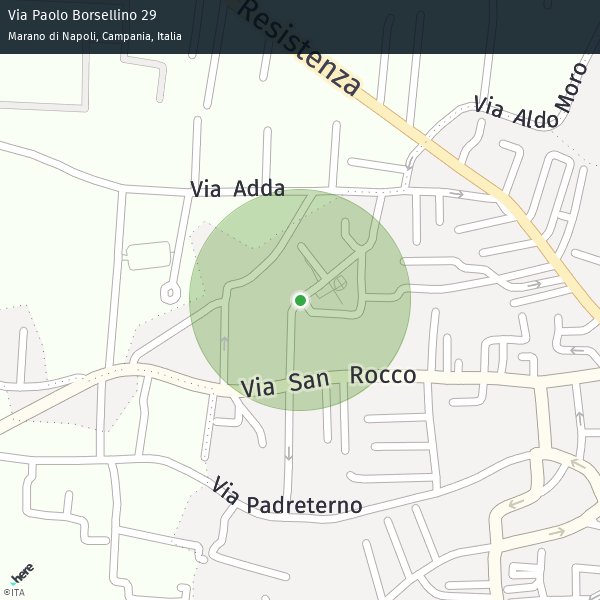 Via Paolo Borsellino 29
Marano di Napoli, Campania, Italia
Resistenza
Via Aldo Moro
Via Adda
Via San Rocco
Via Padreterno
here
©ITA